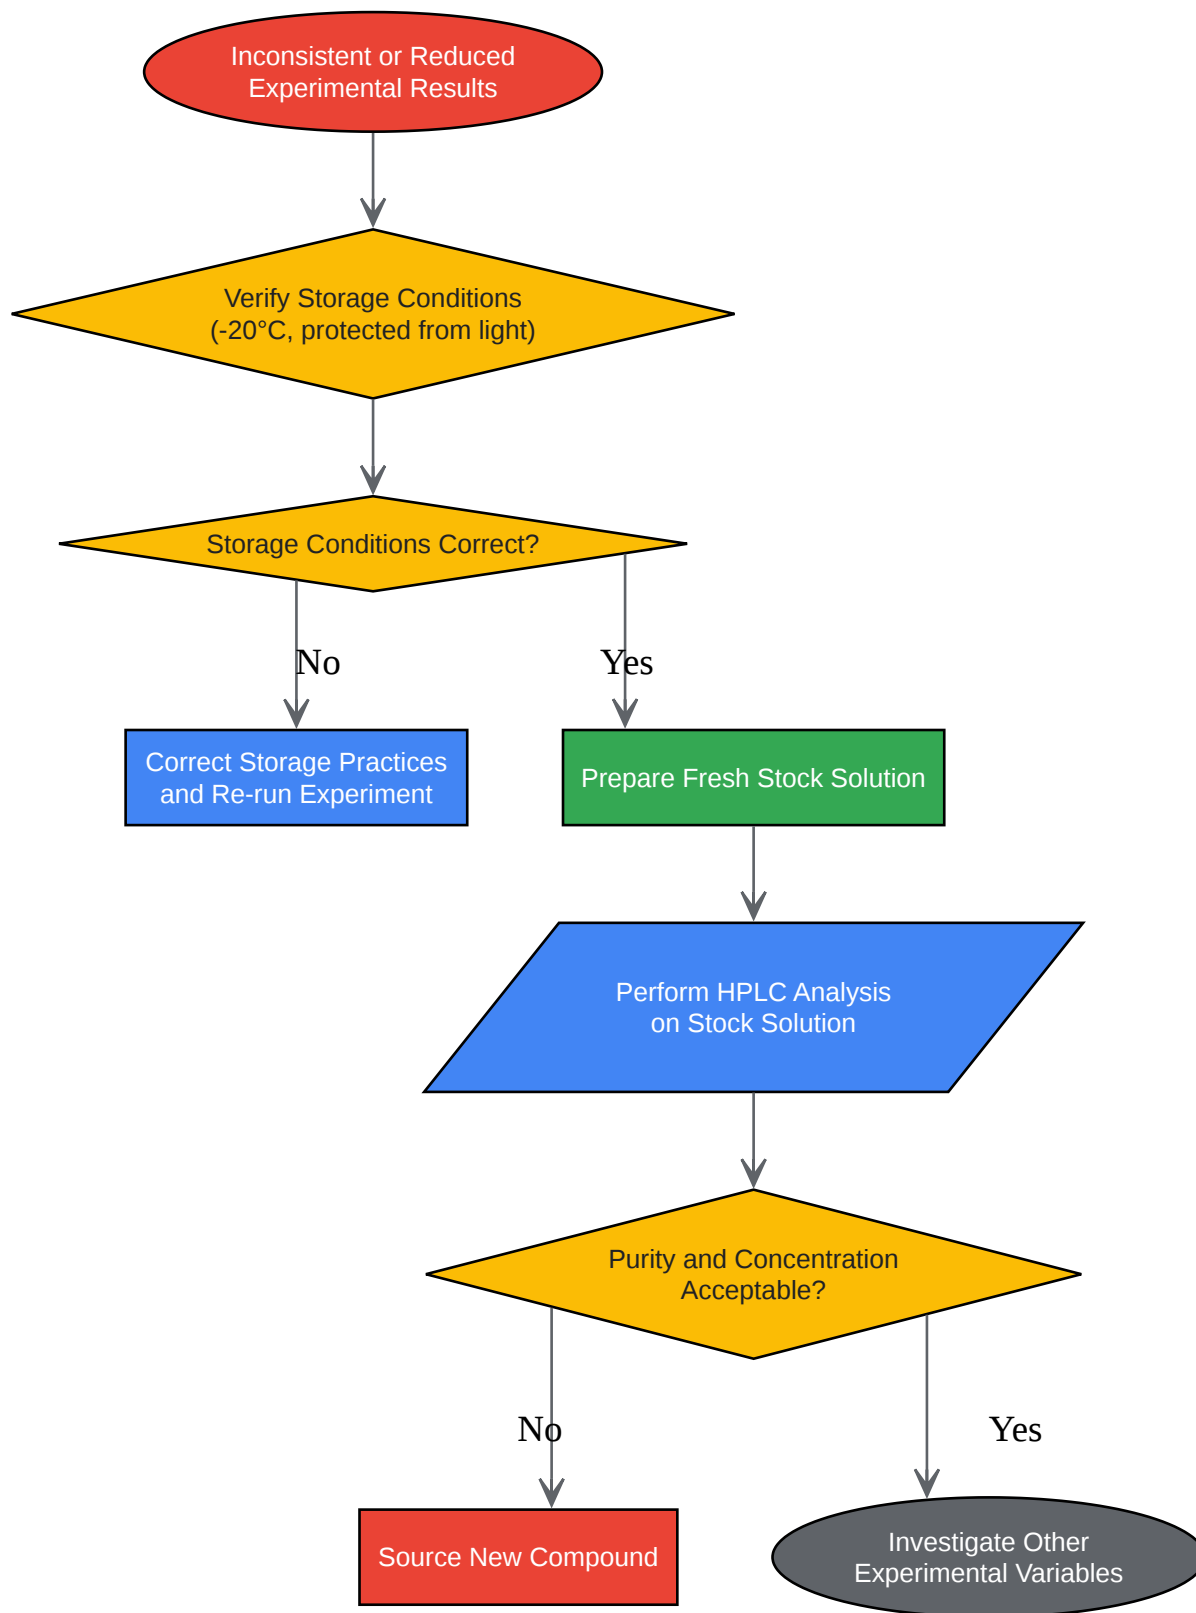 Inconsistent or Reduced
Experimental Results
Verify Storage Conditions
(-20°C, protected from light)
Storage Conditions Correct?
No
Yes
Correct Storage Practices
and Re-run Experiment
Prepare Fresh Stock Solution
Perform HPLC Analysis
on Stock Solution
Purity and Concentration
Acceptable?
No
Yes
Source New Compound
Investigate Other
Experimental Variables